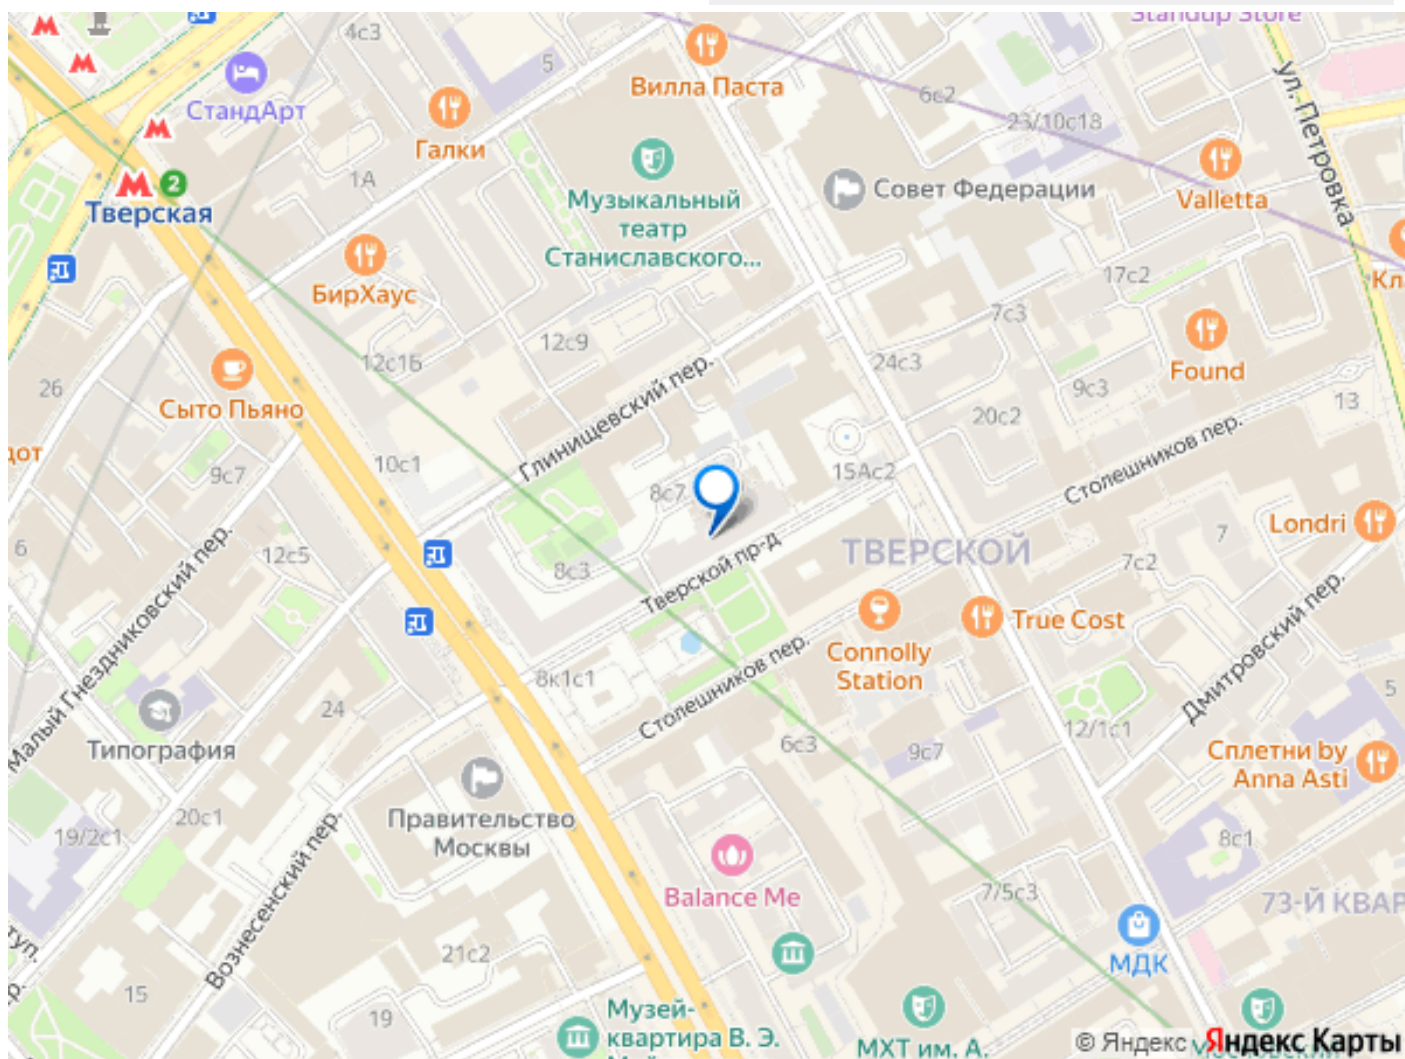 Standup Store
4с3
5
Вилла Паста
6с2
ул. Петровка
СтандАрт
Галки
23/10с18
Valletta
1А
Музыкальный
театр
Станиславского...
Совет Федерации
2
Тверская
БирХаус
17с2
Кл
7с3
12с1Б
12с9
24с3
Found
26
Сыто Пьяно
Глинищевский пер.
9с3
13
20с2
Столешников пер.
дот
10с1
9с7
8с7
15Ас2
Londri
6
12с5
8с3
Тверской пр-д
ТВЕРСКОЙ
7
7с2
Малый Гнездниковский пер.
True Cost
Connolly
Station
Дмитровский пер.
8к1с1
Столешников пер.
5
24
Типография
6с3
9с7
12/1с1
Сплетни by
Anna Asti
Правительство
Москвы
19/2с1
20с1
8с1
Вознесенский пер.
Balance Me
7/5с3
73-Й КВАР
туп.
р.
21с2
МДК
15
19
Музей-
квартира В. Э.
МХТ им. А.
© Яндекс Яндекс Карты